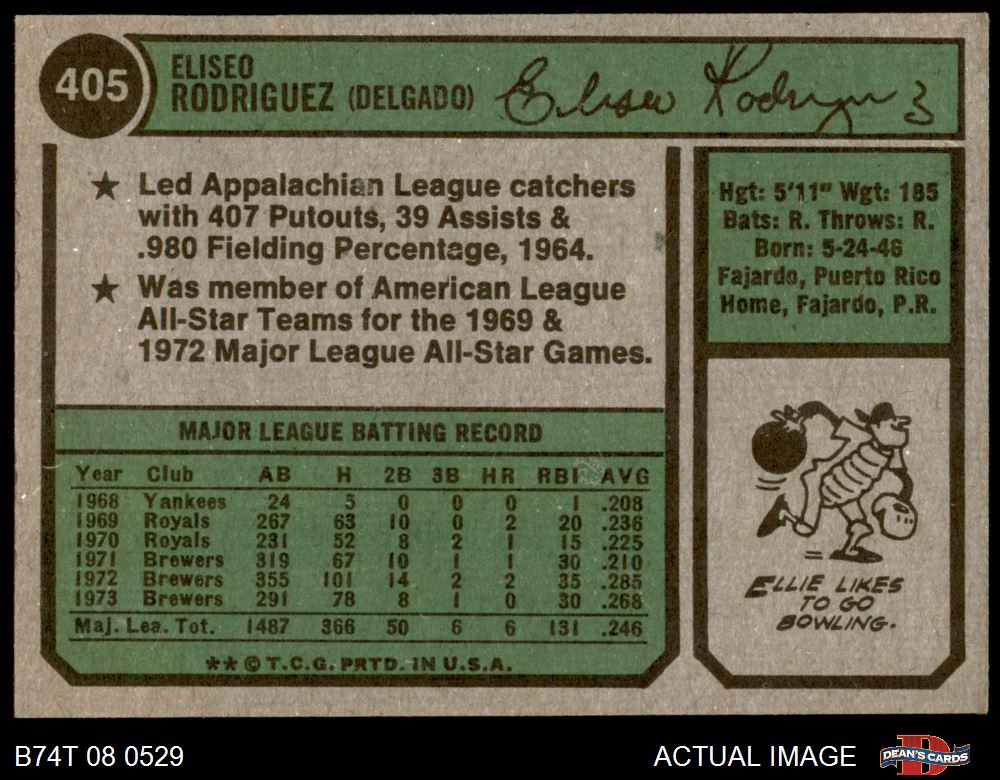 405
ELISEO
RODRIGUEZ (DELGADO)
Eliseo Rodriguez
★ Led Appalachian League catchers
with 407 Putouts, 39 Assists &
.980 Fielding Percentage, 1964.
★ Was member of American League
All-Star Teams for the 1969 &
1972 Major League All-Star Games.
Hgt: 5'11" Wgt: 185
Bats: R. Throws: R.
Born: 5-24-46
Fajardo, Puerto Rico
Home, Fajardo, P.R.
MAJOR LEAGUE BATTING RECORD
Year Club AB H 2B 3B HR RBI AVG
1968 Yankees 24 5 0 0 0 1 .208
1969 Royals 267 63 10 0 2 20 .236
1970 Royals 231 52 8 2 1 15 .225
1971 Brewers 319 67 10 1 1 30 .210
1972 Brewers 355 101 14 2 2 35 .285
1973 Brewers 291 78 8 1 0 30 .268
Maj. Lea. Tot. 1487 366 50 6 6 131 .246
** © T.C.G. PRTD. IN U.S.A.
ELLIE LIKES
TO GO
BOWLING.
B74T 08 0529
ACTUAL IMAGE
DEAN'S CARDS